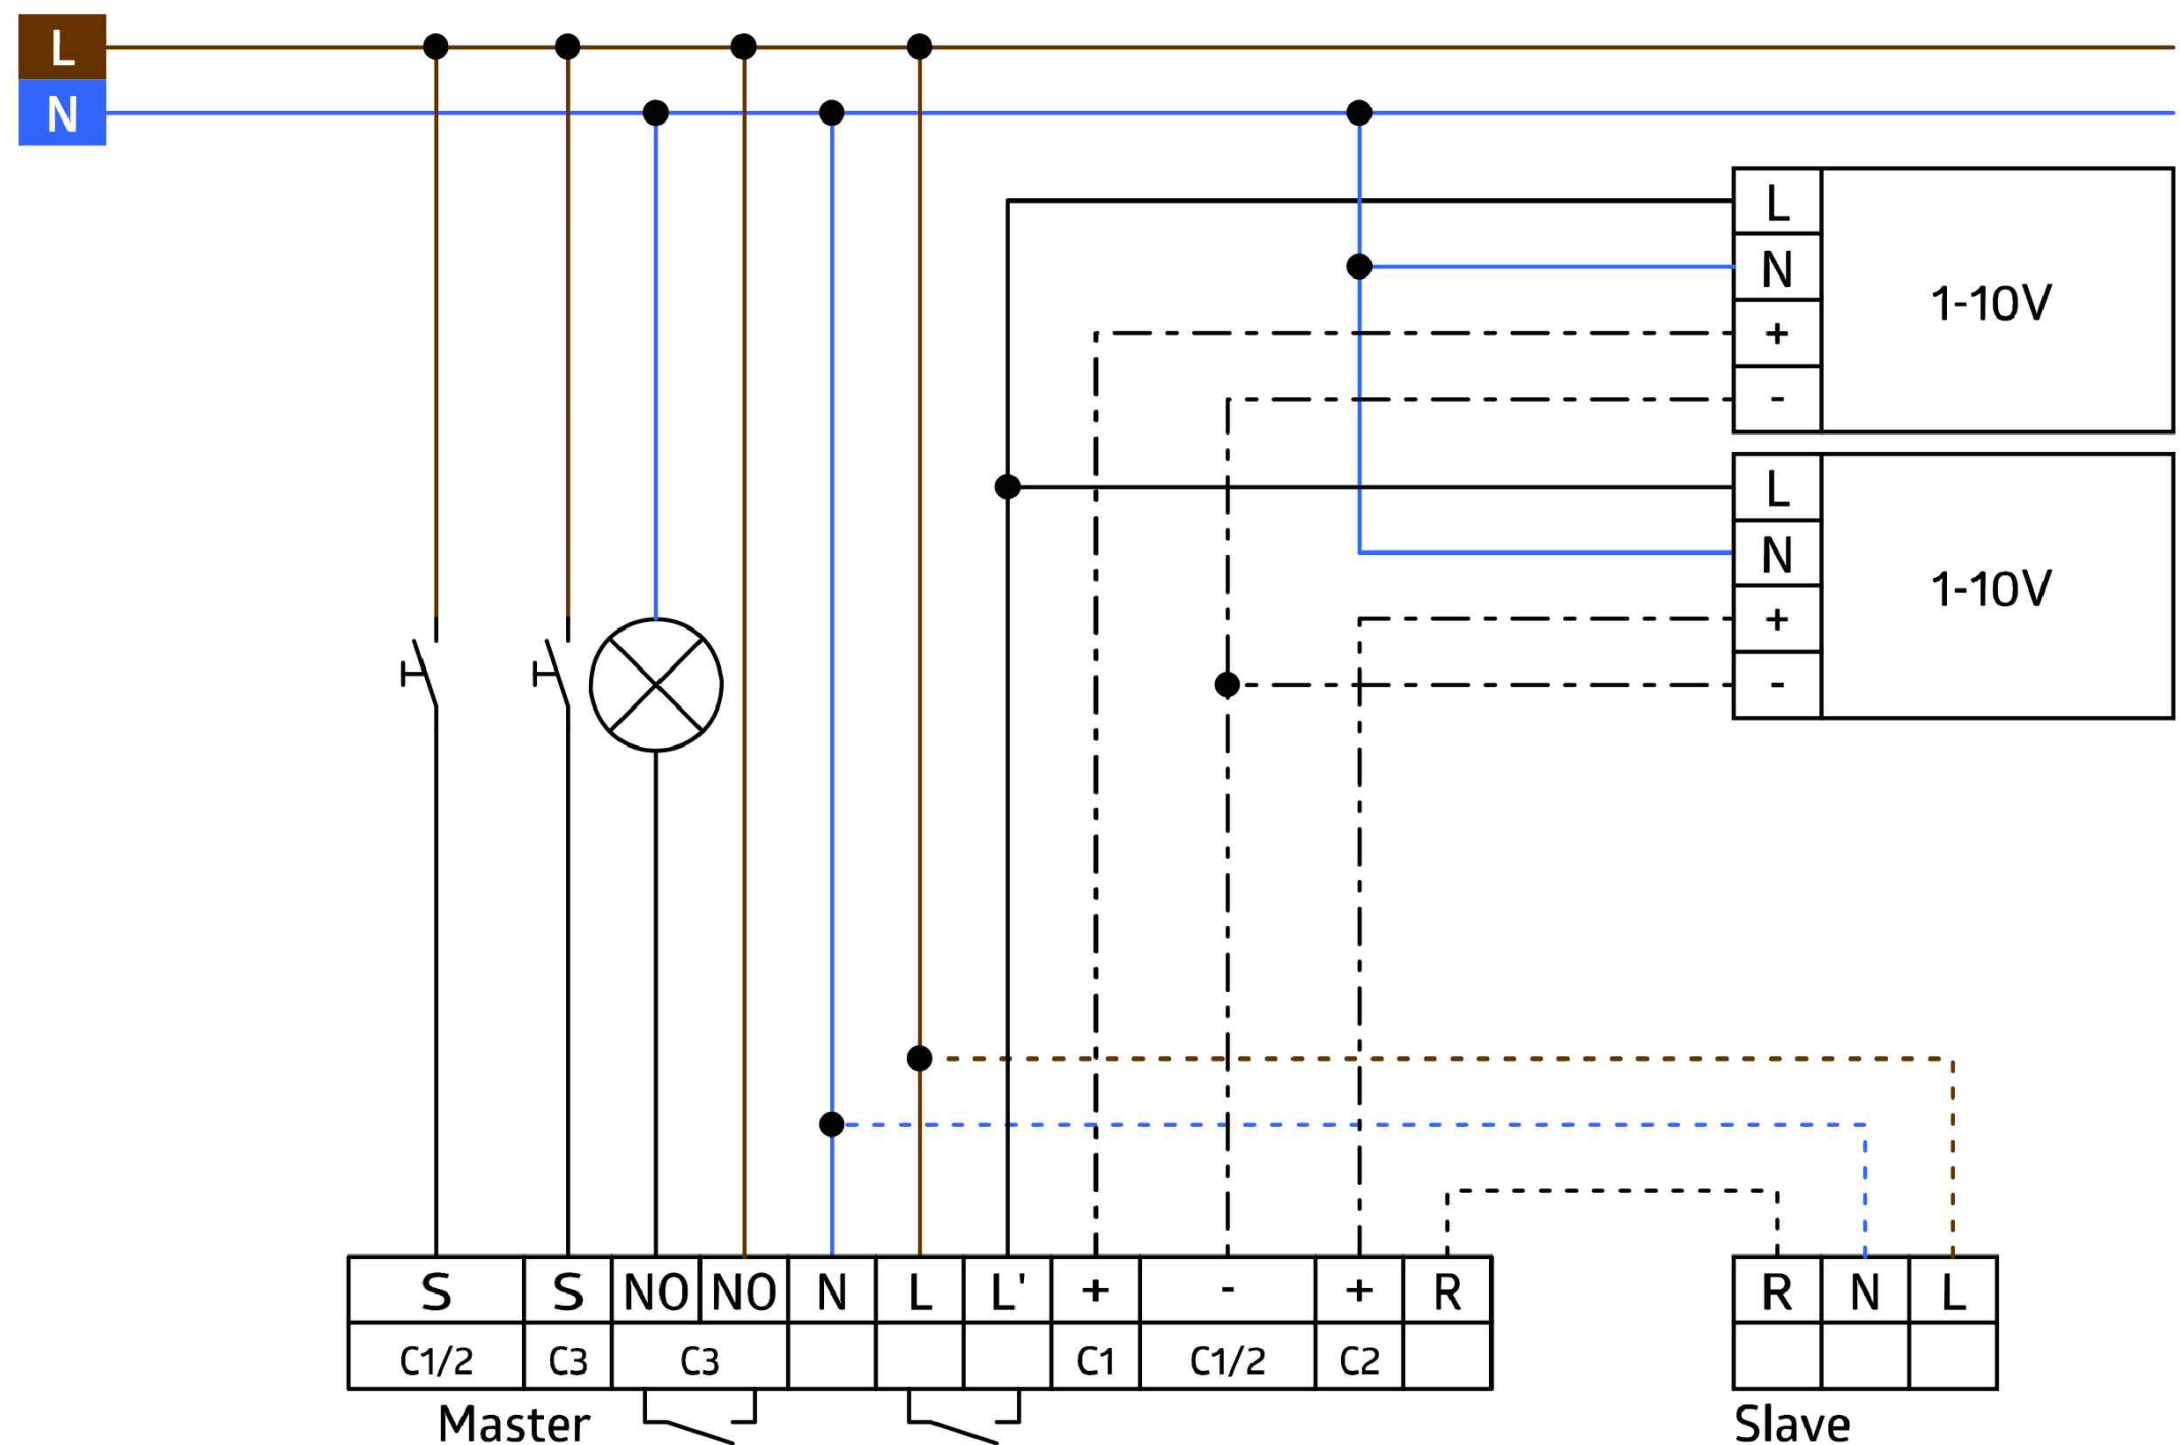 L
N
L
N
+
-
1-10V
L
N
+
-
1-10V
S S NO NO N L L' + - + R
C1/2 C3 C3 C1 C1/2 C2
R N L
Master
Slave